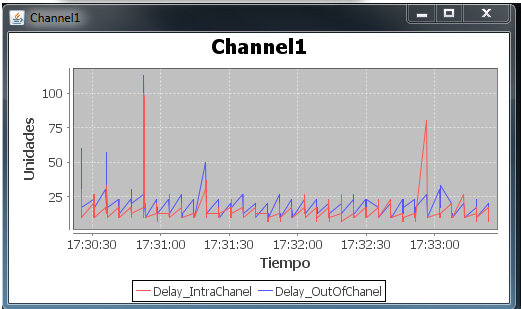 Channel1
Channel1
Unidades
100
75
50
25
17:30:30 17:31:00 17:31:30 17:32:00 17:32:30 17:33:00
Tiempo
Delay_IntraChanel Delay_OutOfChanel